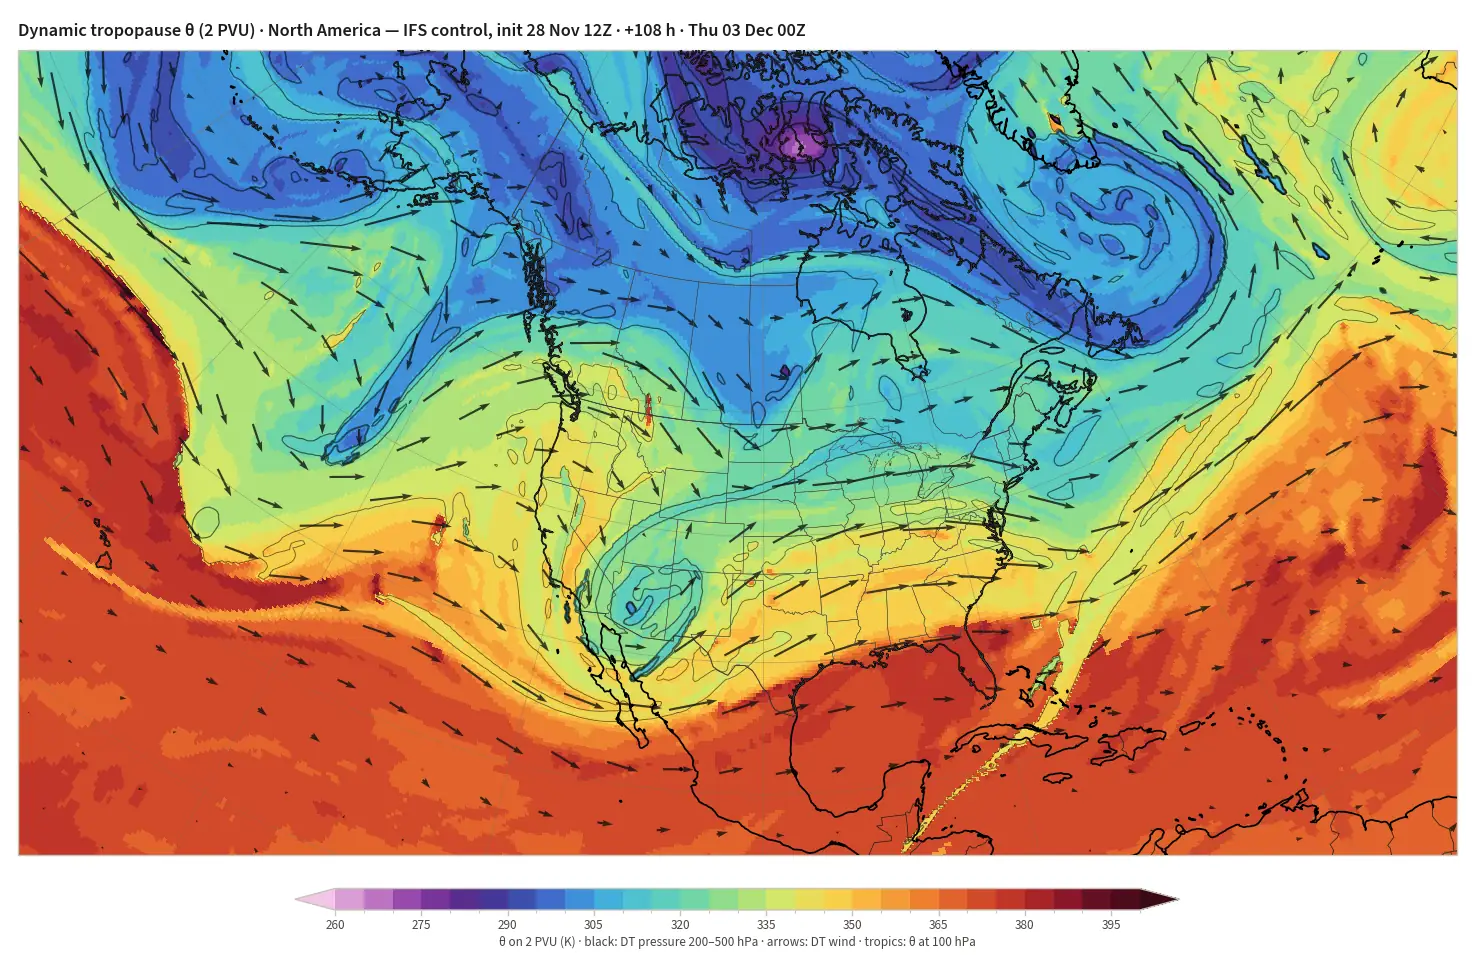 Dynamic tropopause θ (2 PVU) · North America — IFS control, init 28 Nov 12Z · +108 h · Thu 03 Dec 00Z
260 275 290 305 320 335 350 365 380 395
θ on 2 PVU (K) · black: DT pressure 200–500 hPa · arrows: DT wind · tropics: θ at 100 hPa